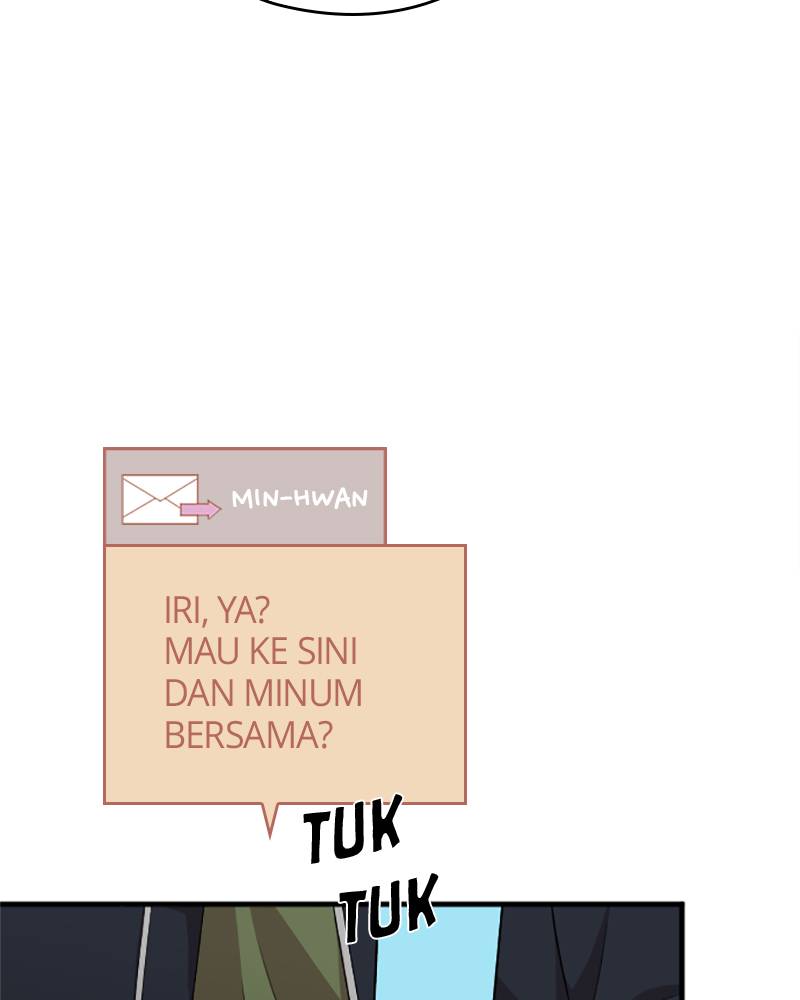 MIN-HWAN
IRI, YA?
MAU KE SINI
DAN MINUM
BERSAMA?
TUK
TUK